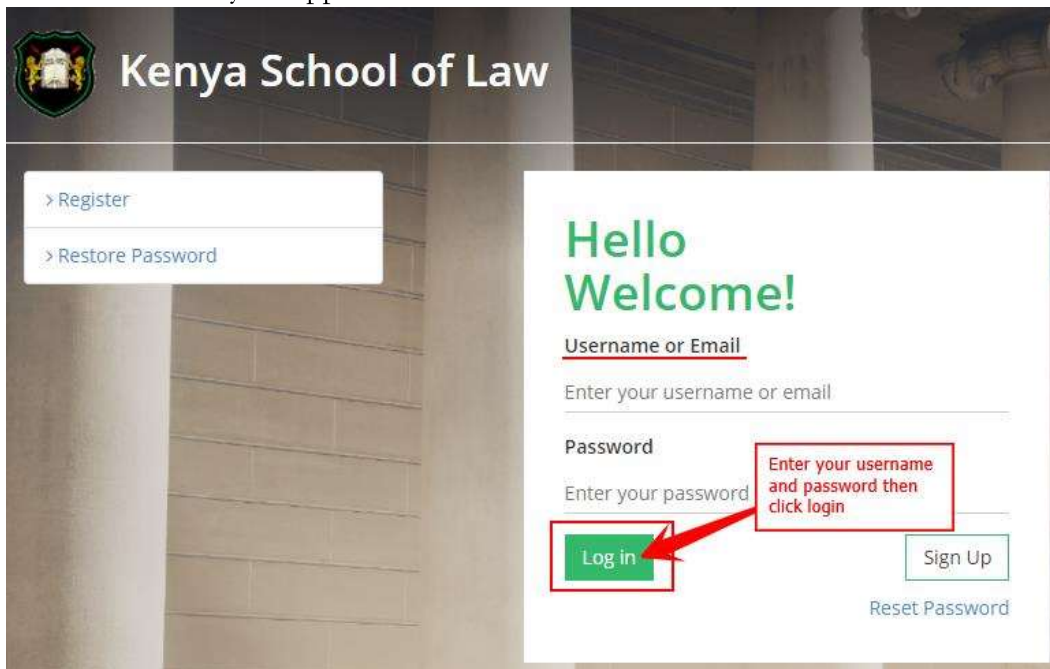 Kenya School of Law
> Register
> Restore Password
Hello
Welcome!
Username or Email
Enter your username or email
Password
Enter your username
and password then
click login
Enter your password
Log in
Sign Up
Reset Password